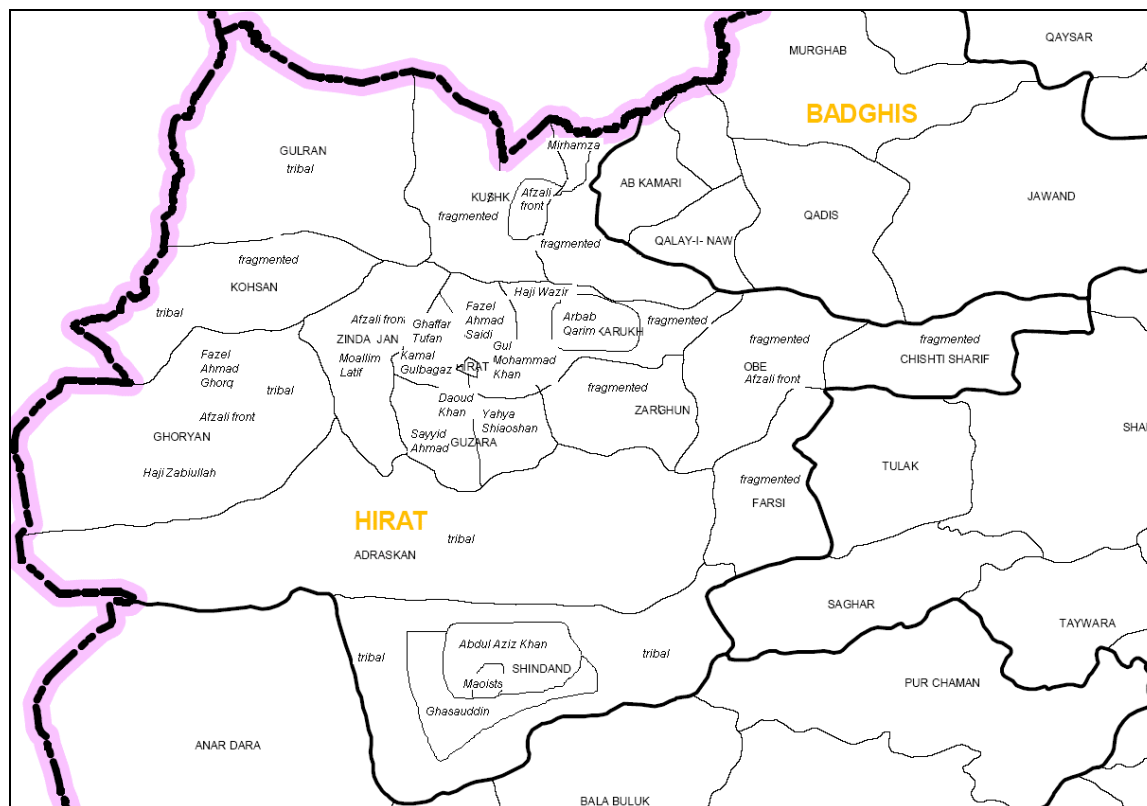 MURGHAB
QAYSAR
BADGHIS
GULRAN
tribal
Mirhamza
KUSHK
Afzali
front
fragmented
fragmented
AB KAMARI
QALAY-I- NAW
QADIS
JAWAND
fragmented
KOHSAN
tribal
Haji Wazir
Afzali front
ZINDA JAN
Moallim
Latif
Ghaffar
Tufan
Kamal
Gulbagaz
Fazel
Ahmad
Saidi
HIRAT
Gul
Mohammad
Khan
Arbab
Qarim
KARUKH
fragmented
fragmented
OBE
Afzali front
fragmented
CHISHTI SHARIF
Fazel
Ahmad
Ghorq
tribal
Afzali front
GHORYAN
Haji Zabiullah
Daoud
Khan
Yahya
Shiaoshan
Sayyid
Ahmad
GUZARA
fragmented
ZARGHUN
TULAK
fragmented
FARSI
HIRAT
tribal
ADRASKAN
SAGHAR
TAYWARA
Abdul Aziz Khan
SHINDAND
tribal
tribal
Maoists
Ghasauddin
PUR CHAMAN
ANAR DARA
BALA BULUK